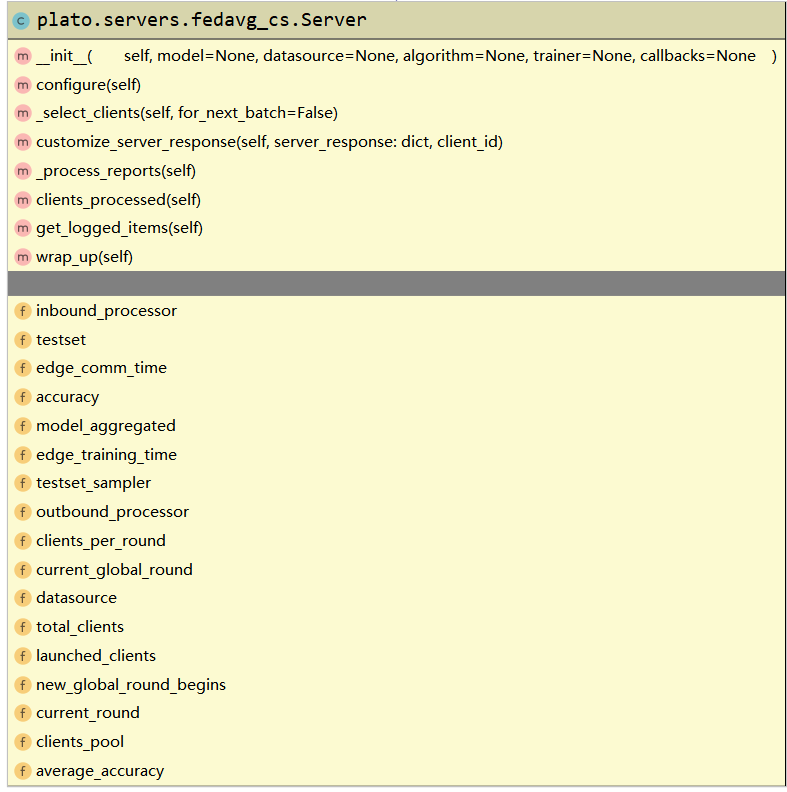 C plato.servers.fedavg_cs.Server
m __init__( self, model=None, datasource=None, algorithm=None, trainer=None, callbacks=None )
m configure(self)
m _select_clients(self, for_next_batch=False)
m customize_server_response(self, server_response: dict, client_id)
m _process_reports(self)
m clients_processed(self)
m get_logged_items(self)
m wrap_up(self)
f inbound_processor
f testset
f edge_comm_time
f accuracy
f model_aggregated
f edge_training_time
f testset_sampler
f outbound_processor
f clients_per_round
f current_global_round
f datasource
f total_clients
f launched_clients
f new_global_round_begins
f current_round
f clients_pool
f average_accuracy